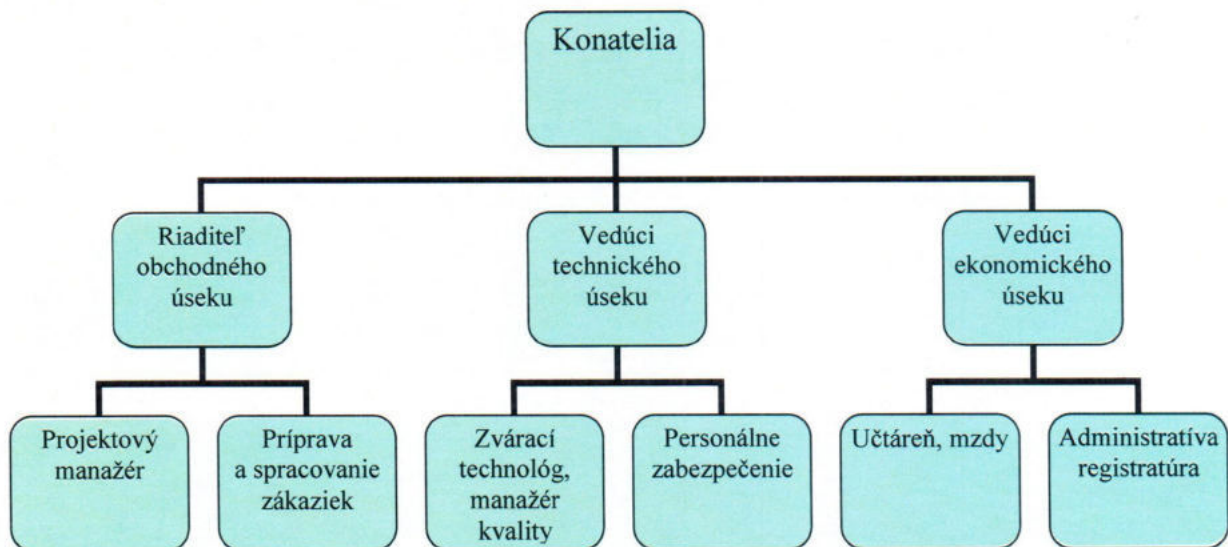 Konatelia
Riaditeľ
obchodného
úseku
Vedúci
technického
úseku
Vedúci
ekonomického
úseku
Projektový
manažér
Príprava
a spracovanie
zákaziek
Zvárací
technológ,
manažér
kvality
Personálne
zabezpečenie
Učtáreň, mzdy
Administratíva
registratúra